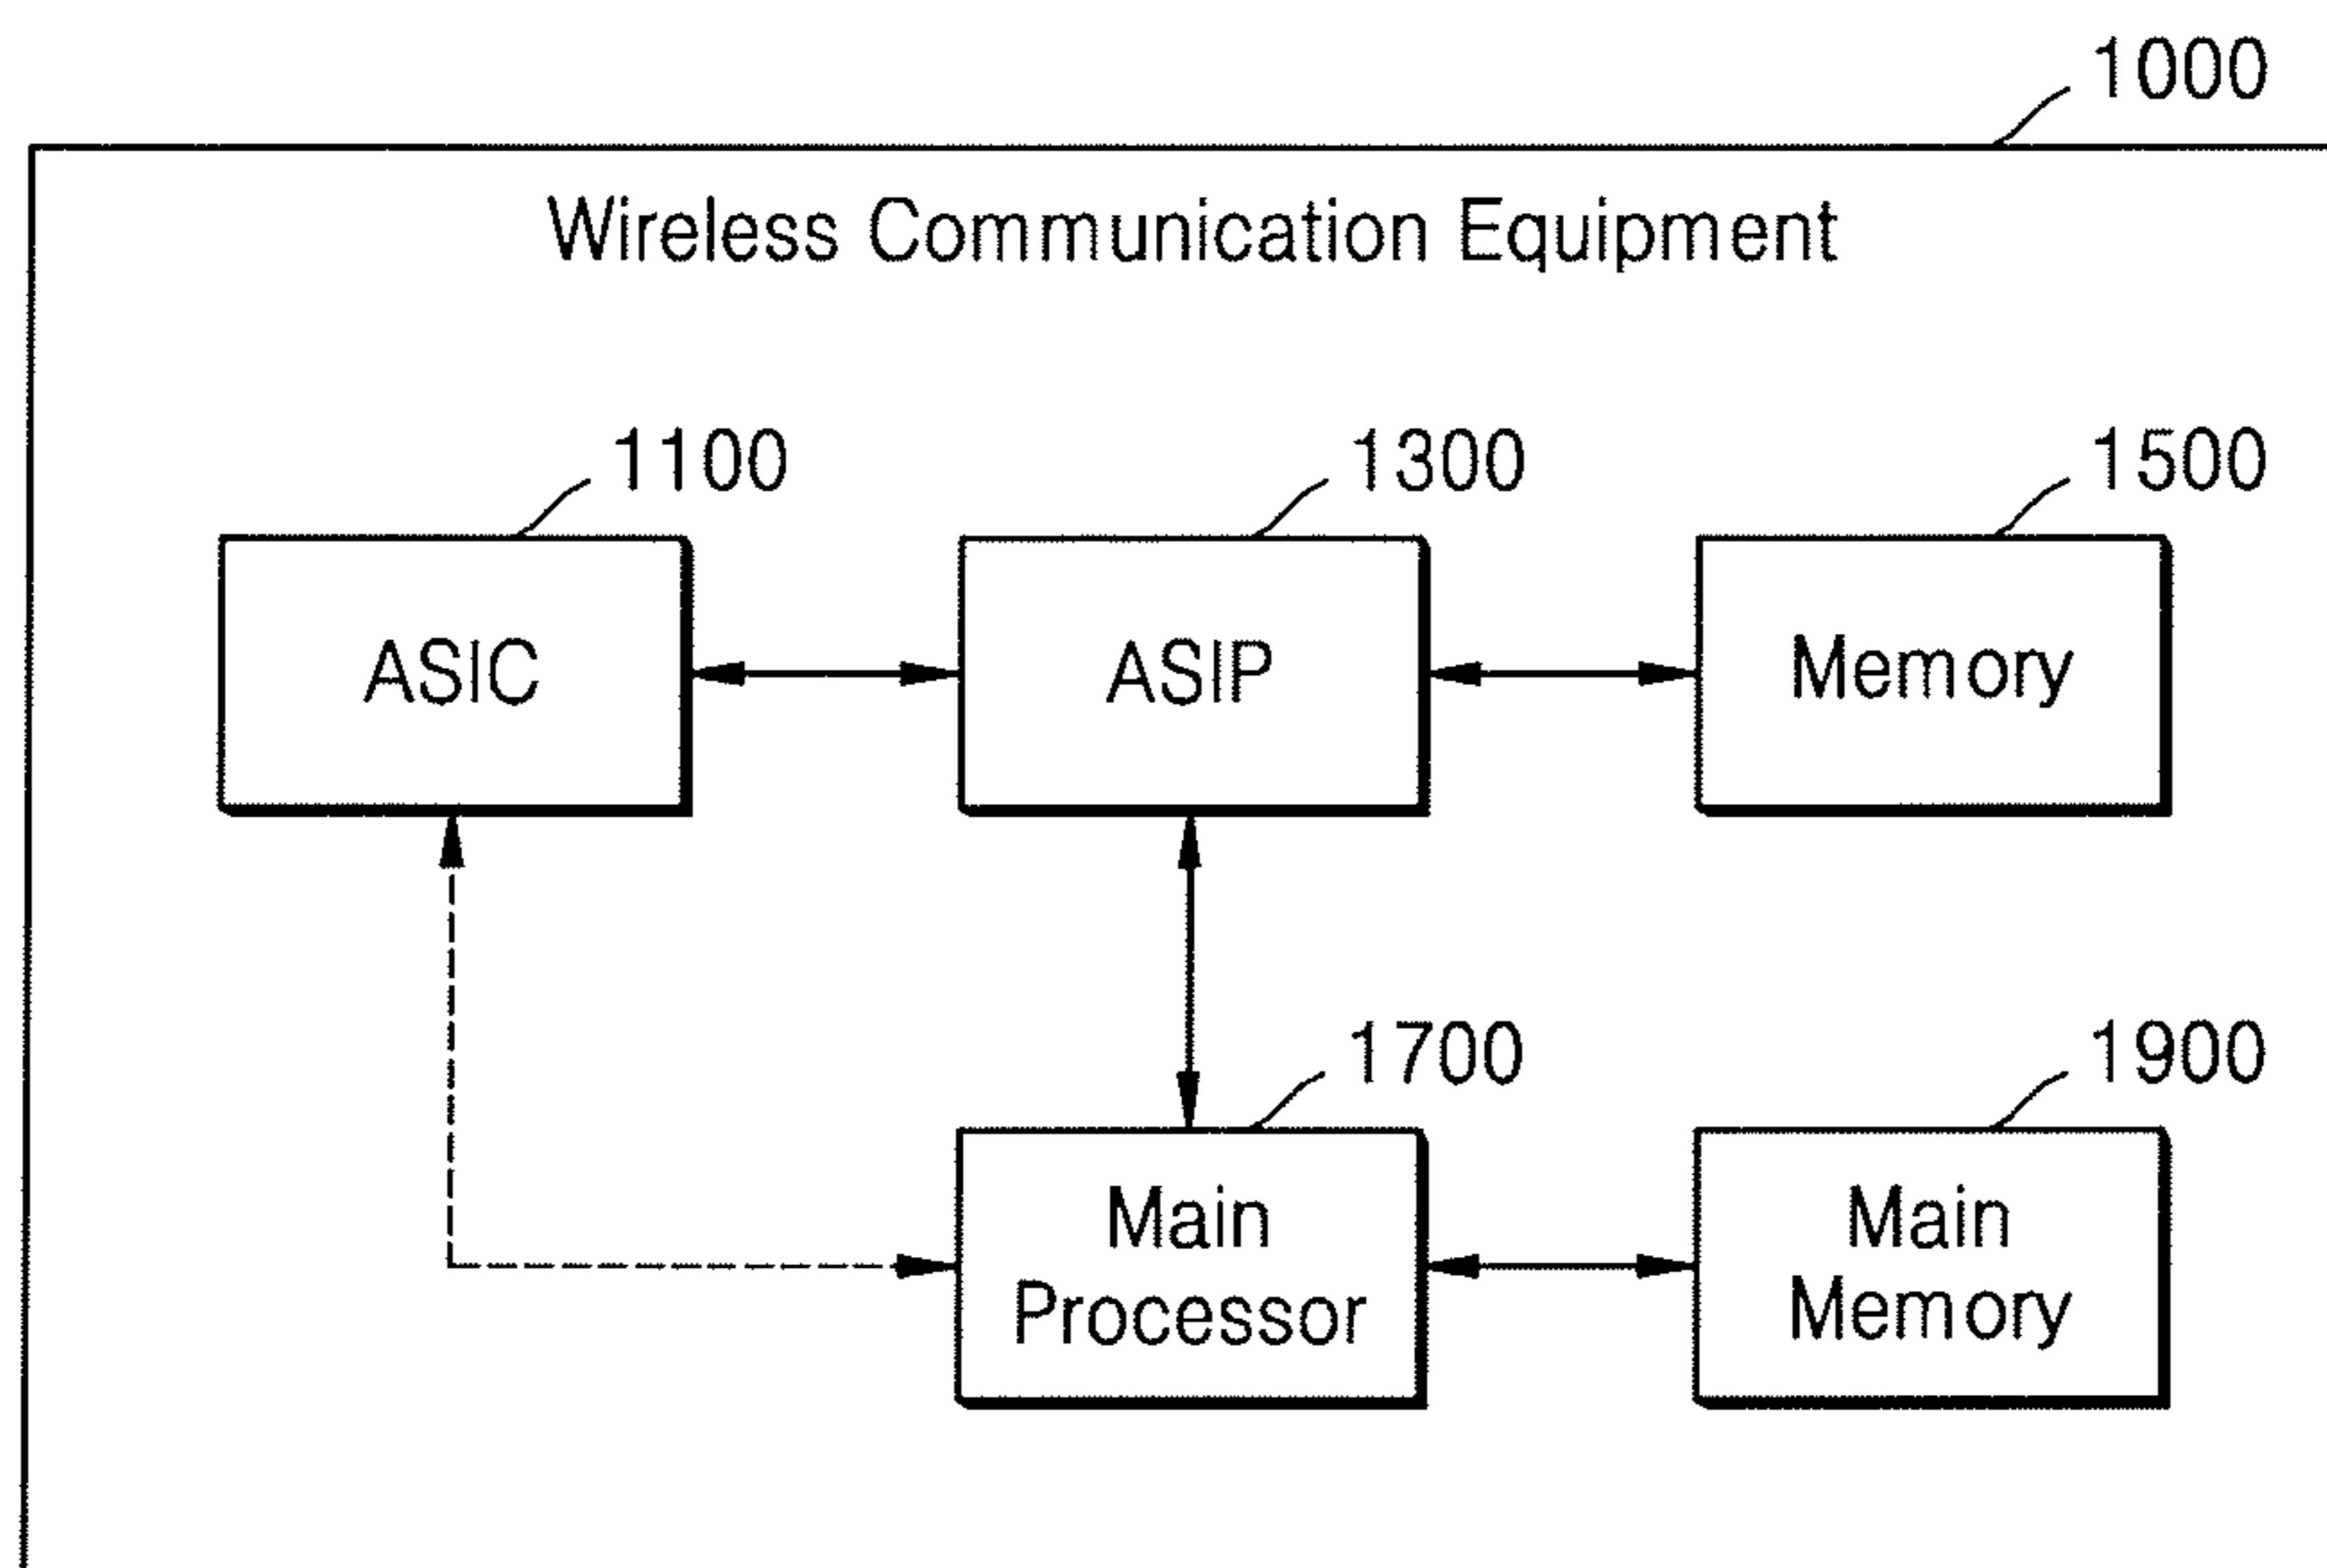 1000
Wireless Communication Equipment
1100
1300
1500
ASIC
ASIP
Memory
1700
1900
Main
Processor
Main
Memory